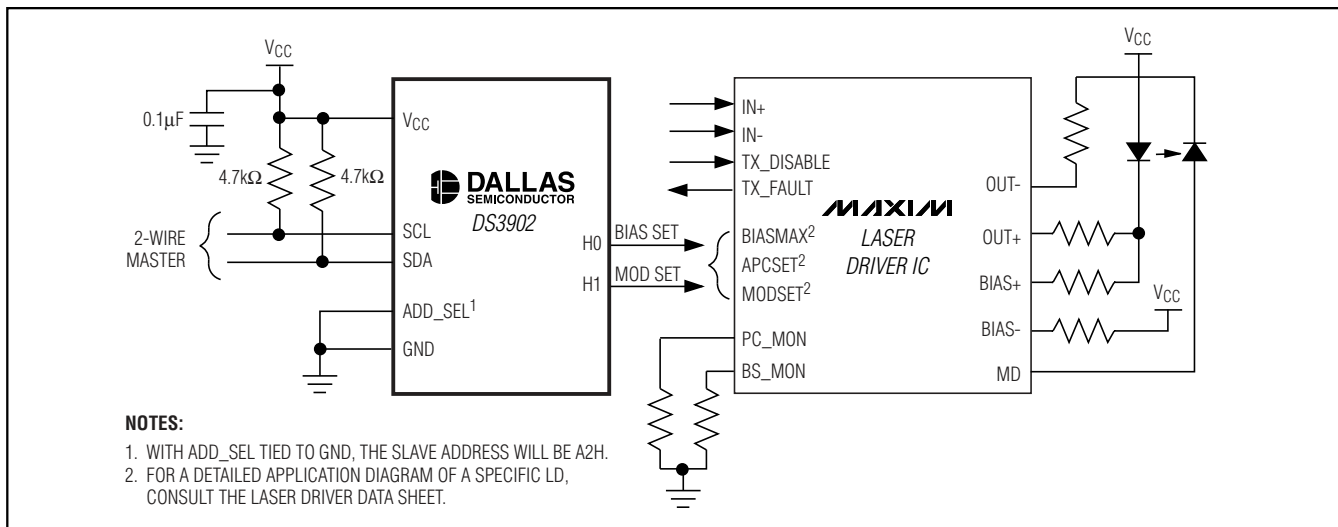 VCC
0.1μF
4.7kΩ
4.7kΩ
2-WIRE
MASTER
VCC
SCL
SDA
ADD_SEL1
GND
DALLAS
SEMICONDUCTOR
DS3902
H0
H1
BIAS SET
MOD SET
IN+
IN-
TX_DISABLE
TX_FAULT
BIASMAX2
APCSET2
MODSET2
PC_MON
BS_MON
MAXIM
LASER
DRIVER IC
OUT-
OUT+
BIAS+
BIAS-
MD
VCC
VCC
NOTES:
1. WITH ADD_SEL TIED TO GND, THE SLAVE ADDRESS WILL BE A2H.
2. FOR A DETAILED APPLICATION DIAGRAM OF A SPECIFIC LD,
CONSULT THE LASER DRIVER DATA SHEET.